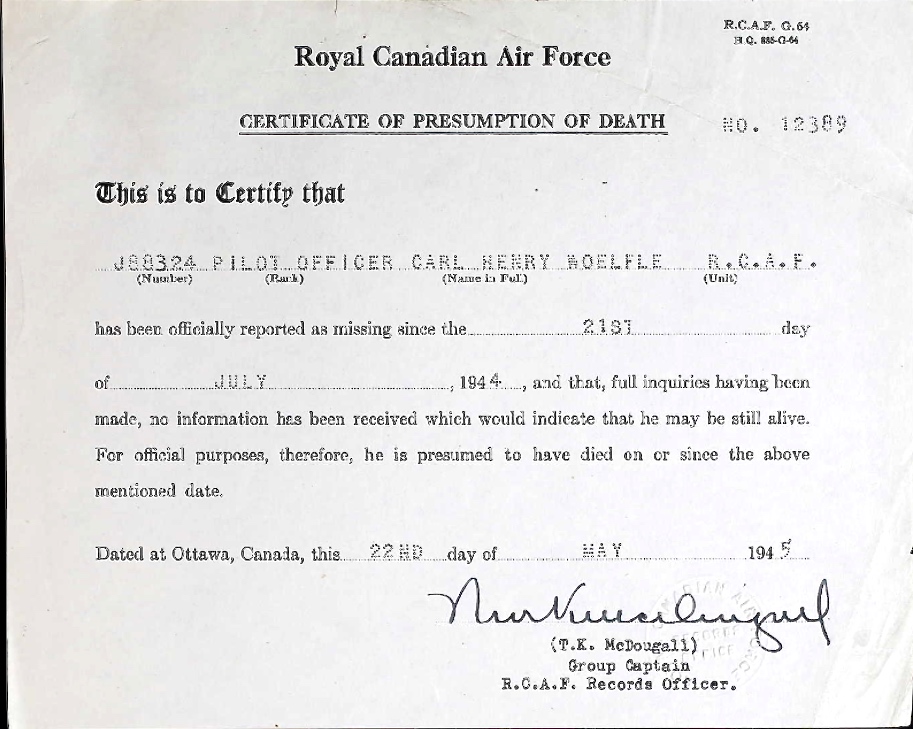 R.C.A.F. G.64
H.Q. 885-G-64
Royal Canadian Air Force
CERTIFICATE OF PRESUMPTION OF DEATH NO. 12389
This is to Certify that
J88324 PILOT OFFICER CARL HENRY WOELFLE R.C.A.F.
(Number) (Rank) (Name in Full) (Unit)
has been officially reported as missing since the 21ST day
of JULY, 1944, and that, full inquiries having been
made, no information has been received which would indicate that he may be still alive.
For official purposes, therefore, he is presumed to have died on or since the above
mentioned date.
Dated at Ottawa, Canada, this 22ND day of MAY 1945
(T.K. McDougall)
Group Captain
R.C.A.F. Records Officer.